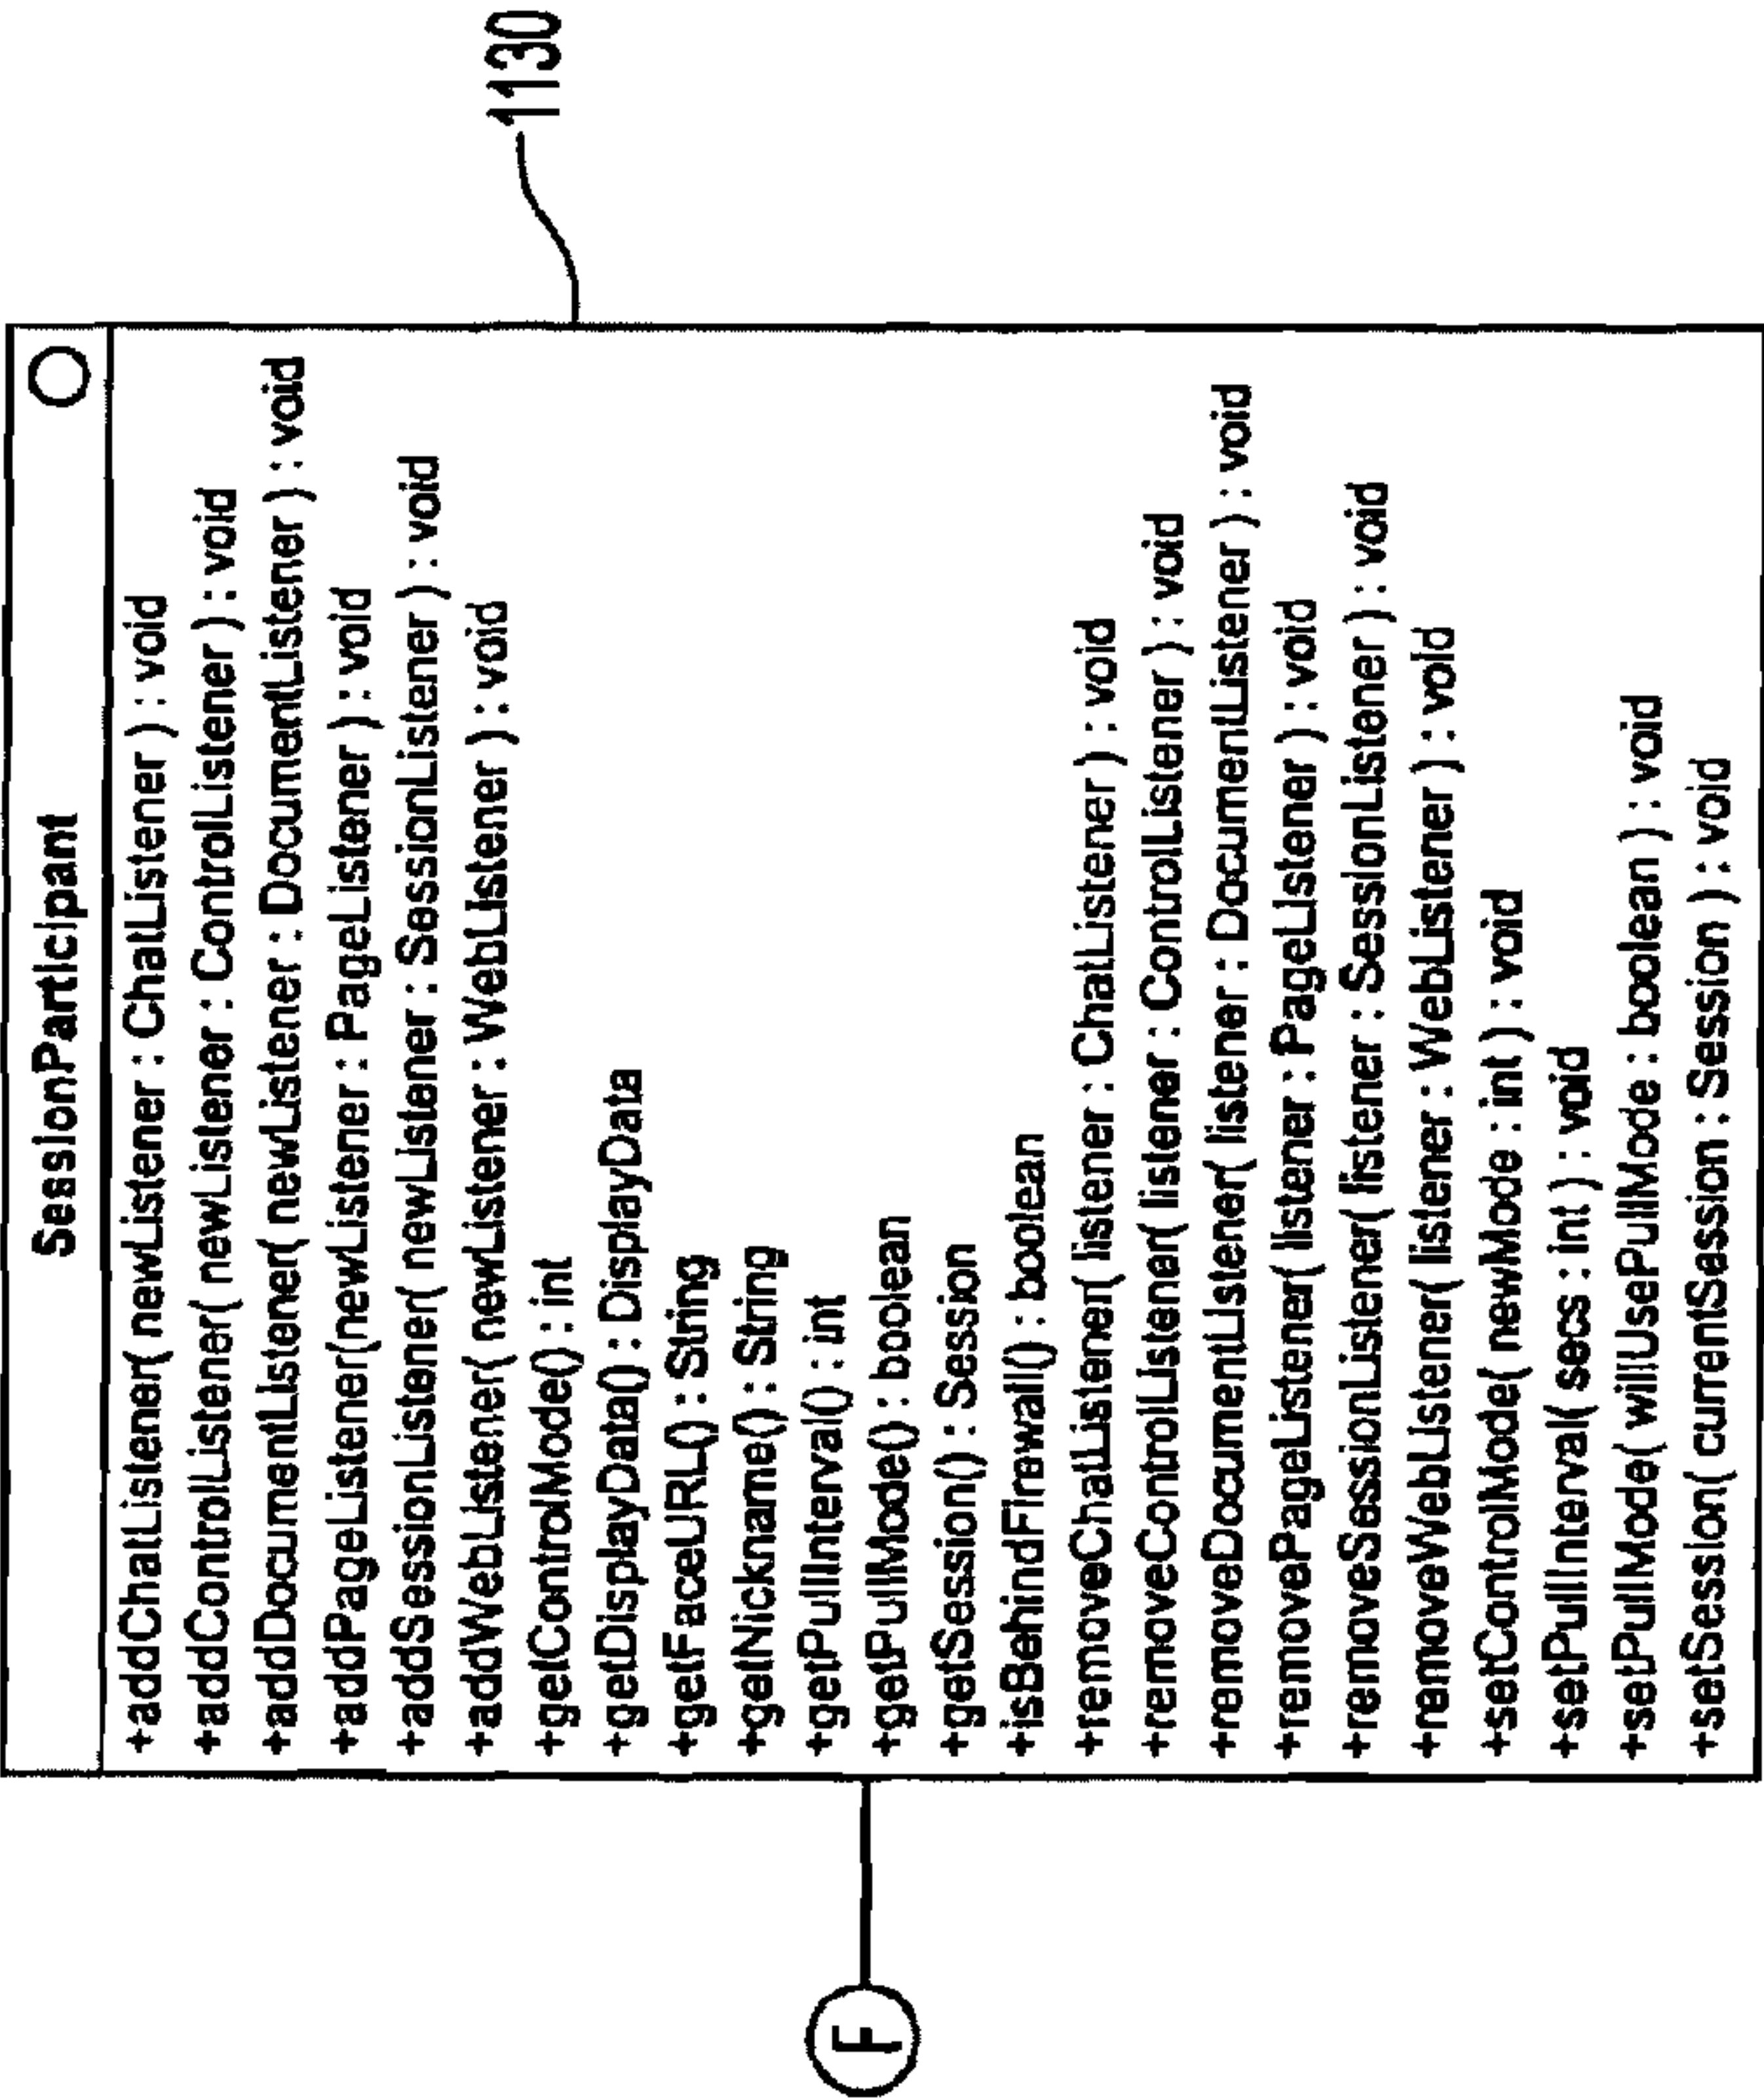 SessionParticipant
+addChatListener( newListener : ChatListener ) : void
+addControlListener( newListener : ControlListener ) : void
+addDocumentListener( newListener : DocumentListener ) : void
+addPageListener(newListener : PageListener ) : void
+addSessionListener( newListener : SessionListener ) : void
+addWebListener( newListener : WebListener ) : void
+getControlMode() : int
+getDisplayData() : DisplayData
+getFaceURL() : String
+getNickname() : String
+getPullInterval() : int
+getPullMode() : boolean
+getSession() : Session
+isBehindFirewall() : boolean
+removeChatListener( listener : ChatListener ) : void
+removeControlListener( listener : ControlListener ) : void
+removeDocumentListener( listener : DocumentListener ) : void
+removePageListener( listener : PageListener ) : void
+removeSessionListener( listener : SessionListener ) : void
+removeWebListener( listener : WebListener ) : void
+setControlMode( newMode : int ) : void
+setPullInterval( secs : int ) : void
+setPullMode( willUsePullMode : boolean ) : void
+setSession( currentSession : Session ) : void
1130
F